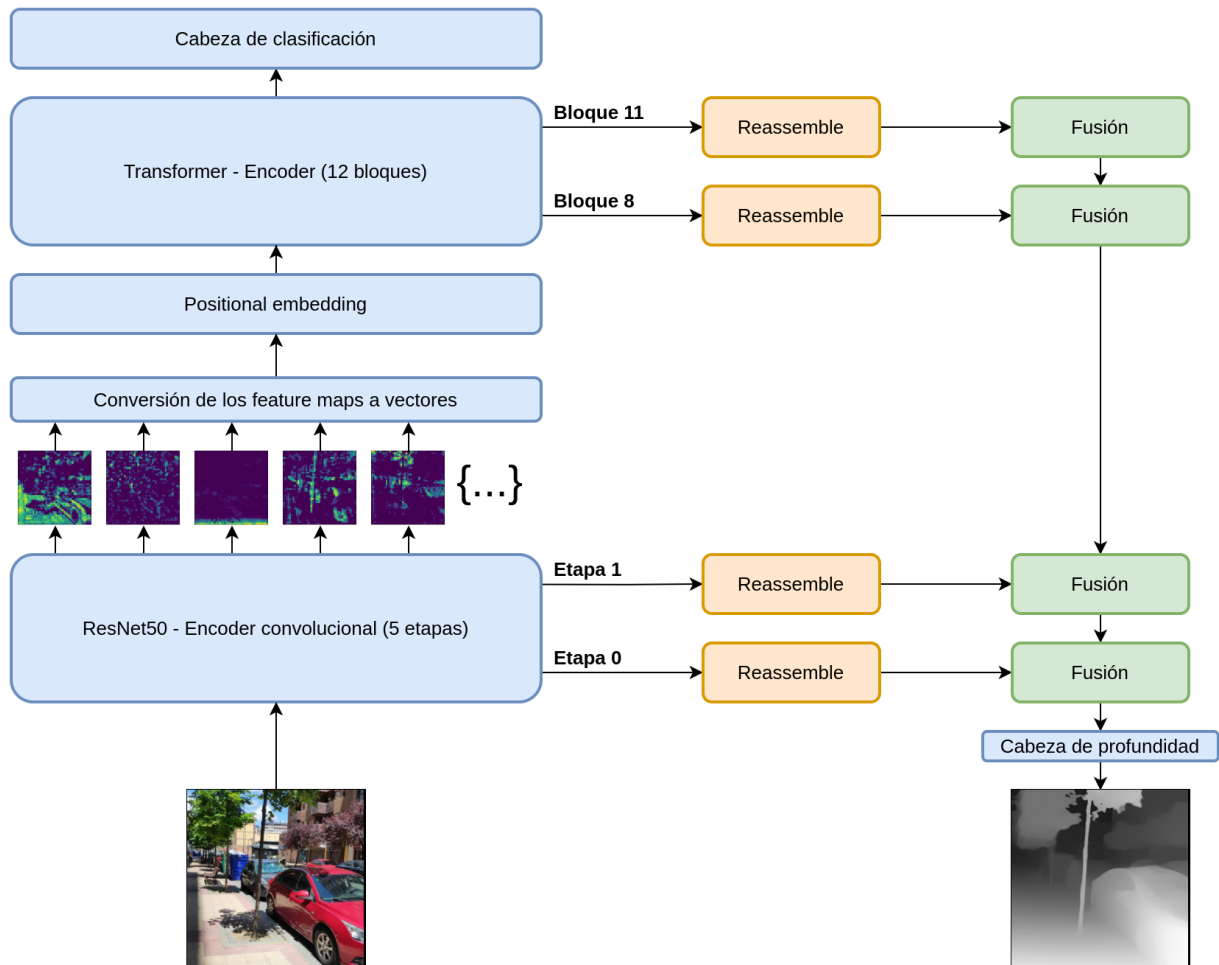 Cabeza de clasificación
Transformer - Encoder (12 bloques)
Bloque 11
Reassemble
Fusión
Bloque 8
Reassemble
Fusión
Positional embedding
Conversión de los feature maps a vectores
{...}
ResNet50 - Encoder convolucional (5 etapas)
Etapa 1
Reassemble
Fusión
Etapa 0
Reassemble
Fusión
Cabeza de profundidad